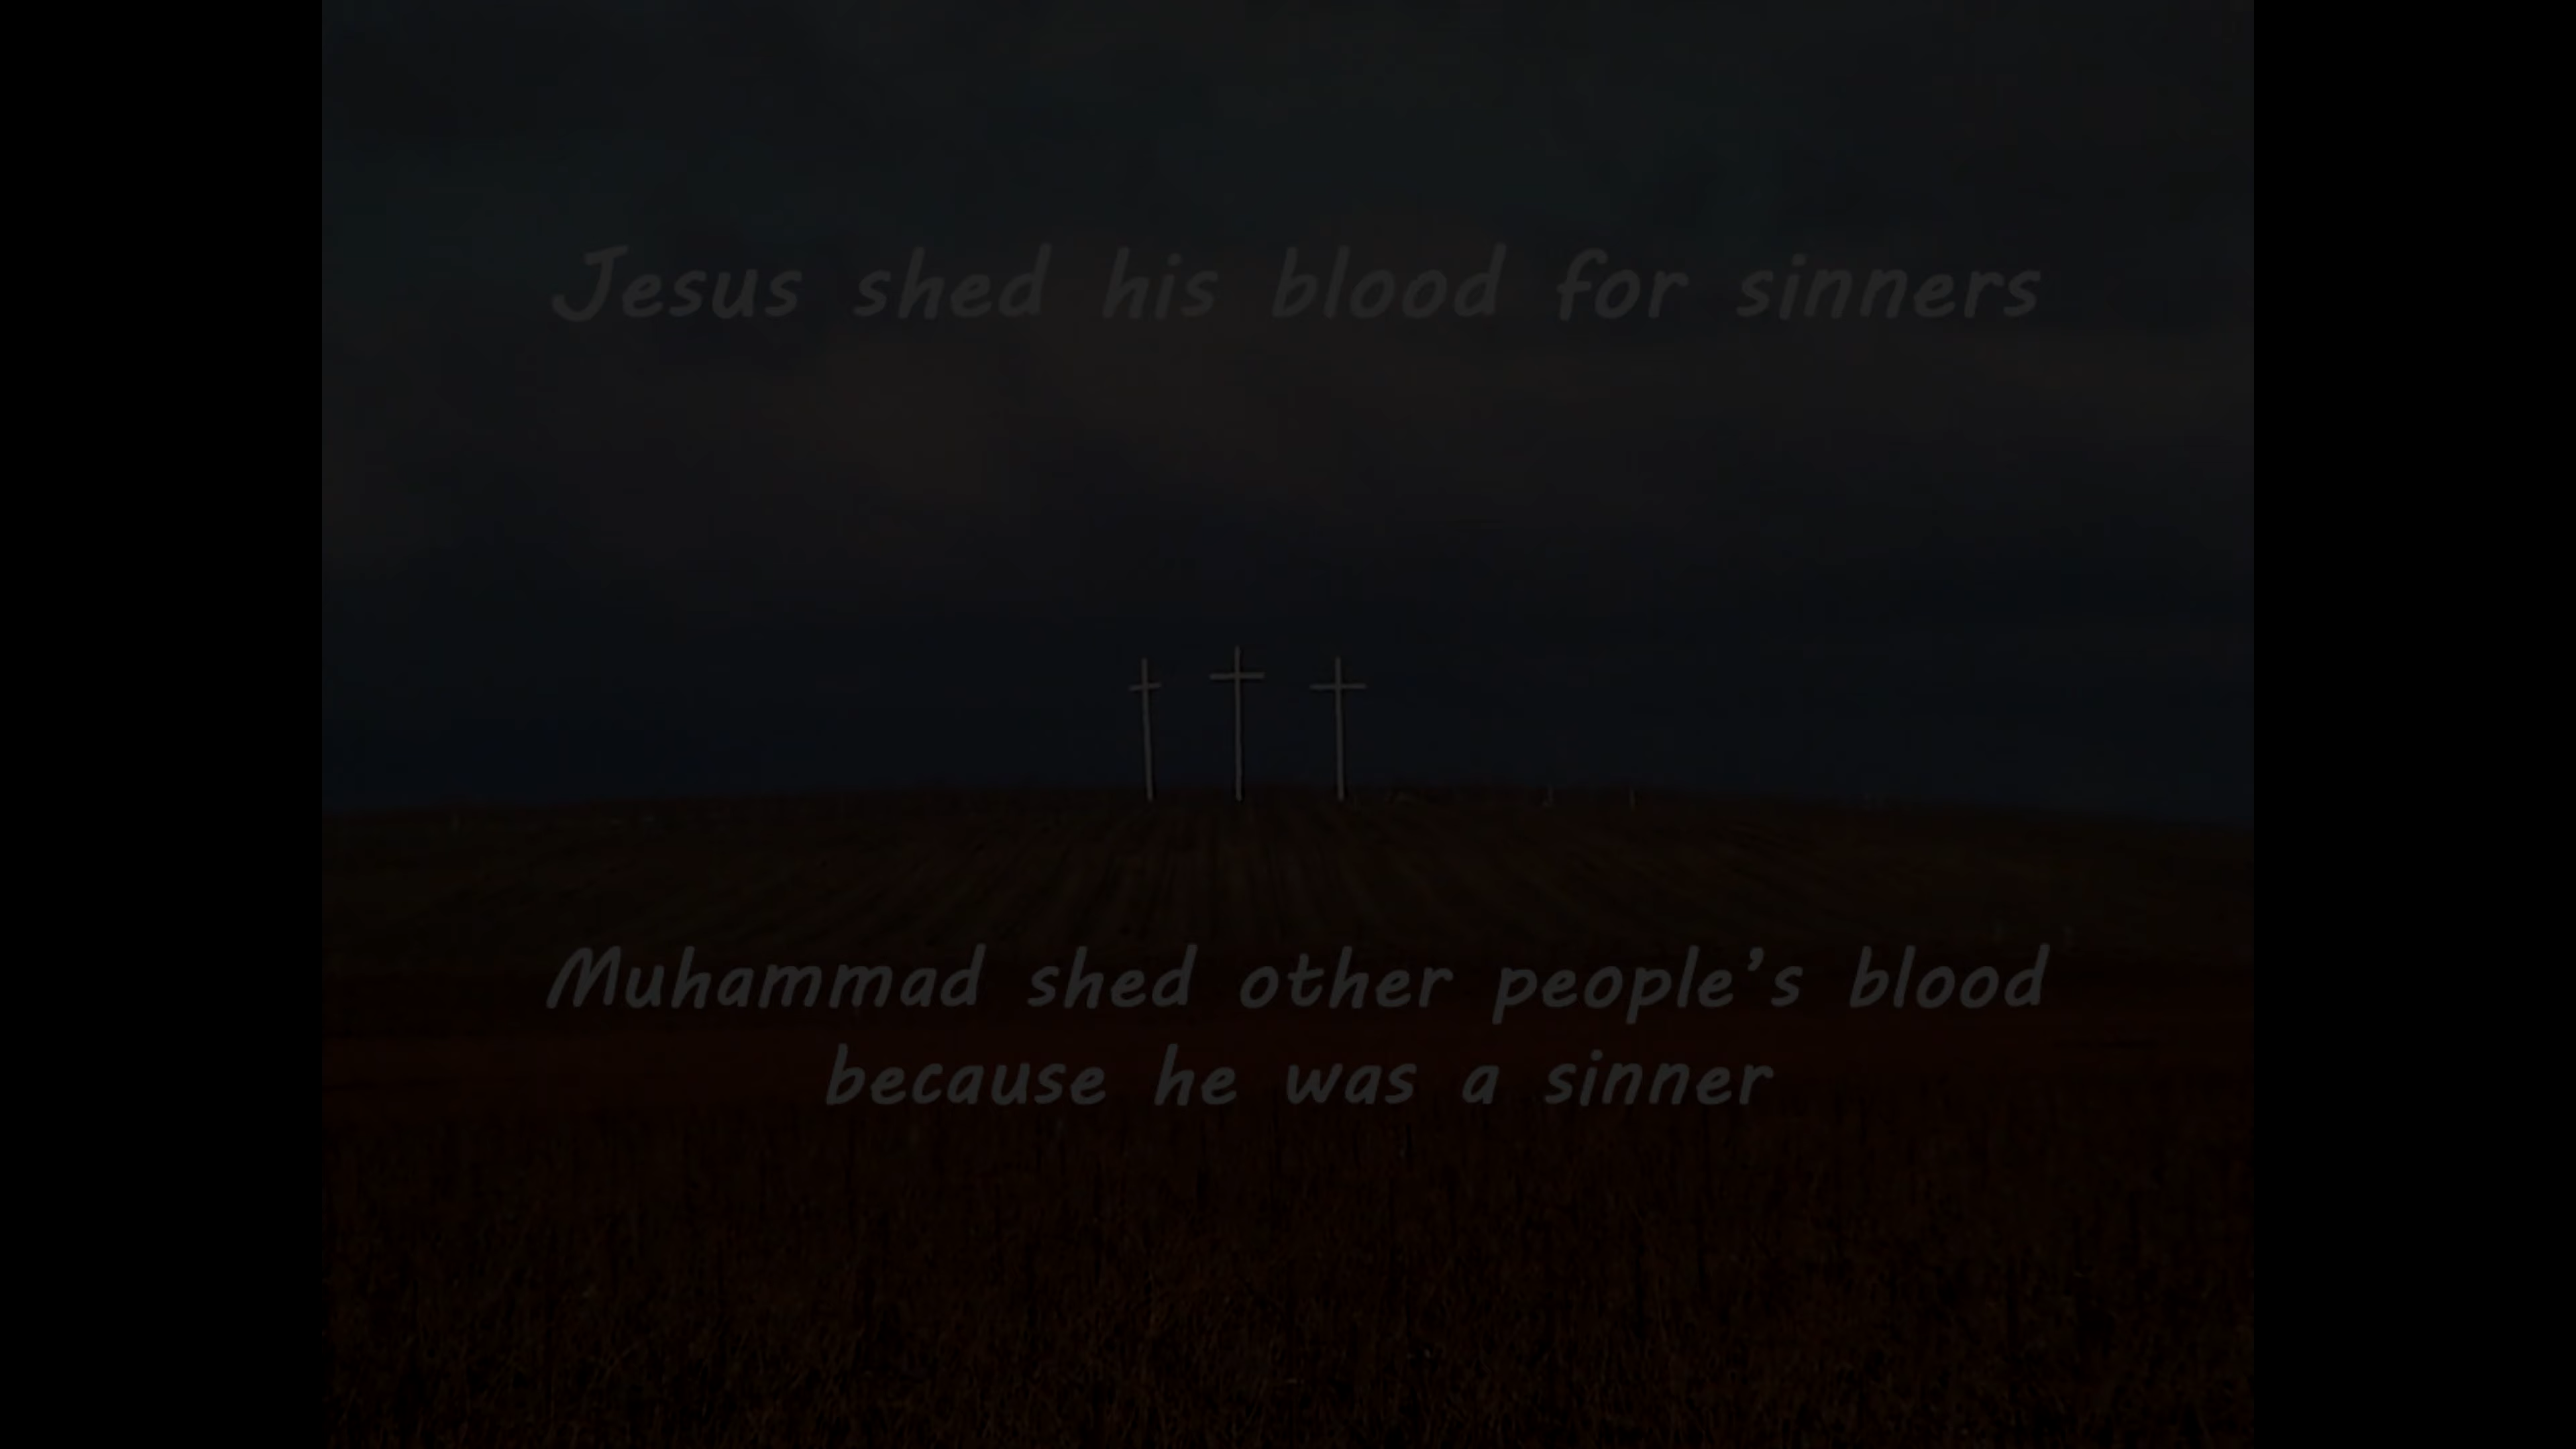 Jesus shed his blood for sinners
Muhammad shed other people's blood
because he was a sinner